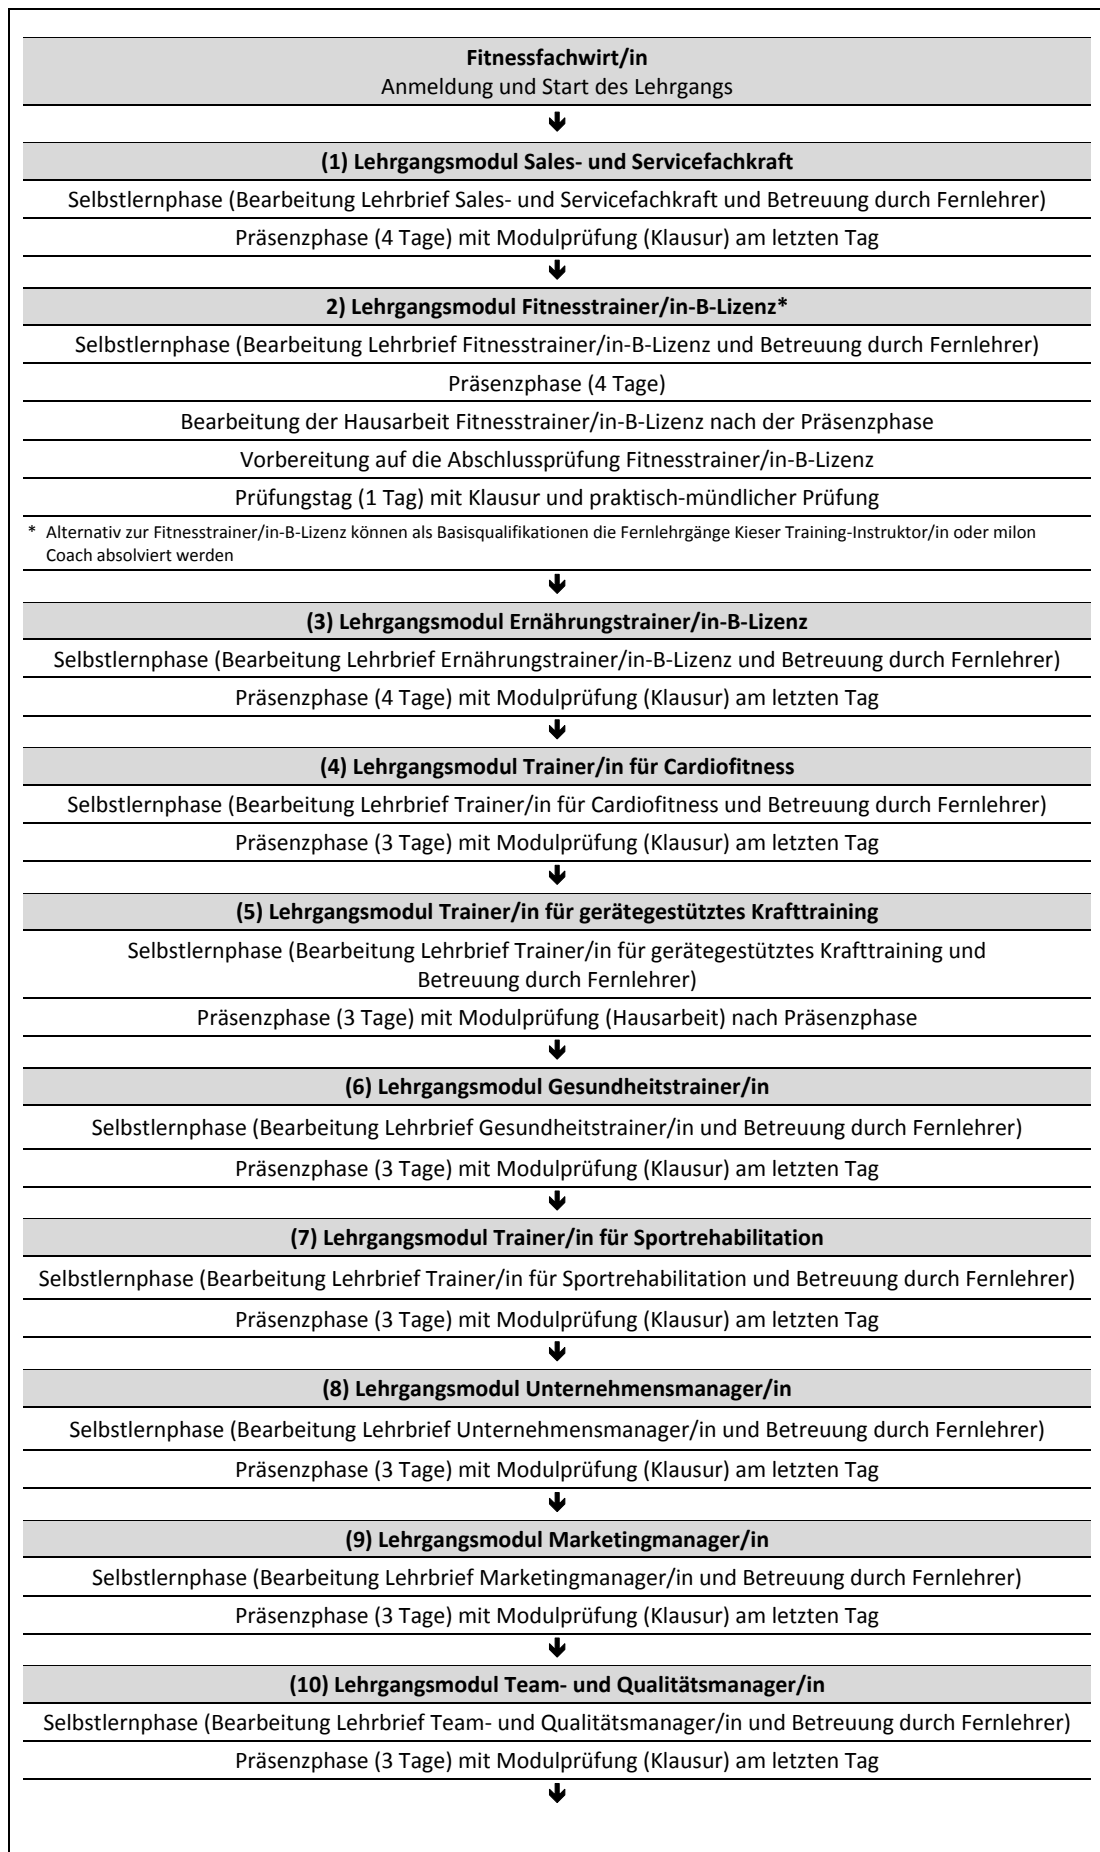 Fitnessfachwirt/in
Anmeldung und Start des Lehrgangs
(1) Lehrgangsmodul Sales- und Servicefachkraft
Selbstlernphase (Bearbeitung Lehrbrief Sales- und Servicefachkraft und Betreuung durch Fernlehrer)
Präsenzphase (4 Tage) mit Modulprüfung (Klausur) am letzten Tag
2) Lehrgangsmodul Fitnesstrainer/in-B-Lizenz*
Selbstlernphase (Bearbeitung Lehrbrief Fitnesstrainer/in-B-Lizenz und Betreuung durch Fernlehrer)
Präsenzphase (4 Tage)
Bearbeitung der Hausarbeit Fitnesstrainer/in-B-Lizenz nach der Präsenzphase
Vorbereitung auf die Abschlussprüfung Fitnesstrainer/in-B-Lizenz
Prüfungstag (1 Tag) mit Klausur und praktisch-mündlicher Prüfung
* Alternativ zur Fitnesstrainer/in-B-Lizenz können als Basisqualifikationen die Fernlehrgänge Kieser Training-Instruktor/in oder milon
Coach absolviert werden
(3) Lehrgangsmodul Ernährungstrainer/in-B-Lizenz
Selbstlernphase (Bearbeitung Lehrbrief Ernährungstrainer/in-B-Lizenz und Betreuung durch Fernlehrer)
Präsenzphase (4 Tage) mit Modulprüfung (Klausur) am letzten Tag
(4) Lehrgangsmodul Trainer/in für Cardiofitness
Selbstlernphase (Bearbeitung Lehrbrief Trainer/in für Cardiofitness und Betreuung durch Fernlehrer)
Präsenzphase (3 Tage) mit Modulprüfung (Klausur) am letzten Tag
(5) Lehrgangsmodul Trainer/in für gerätegestütztes Krafttraining
Selbstlernphase (Bearbeitung Lehrbrief Trainer/in für gerätegestütztes Krafttraining und
Betreuung durch Fernlehrer)
Präsenzphase (3 Tage) mit Modulprüfung (Hausarbeit) nach Präsenzphase
(6) Lehrgangsmodul Gesundheitstrainer/in
Selbstlernphase (Bearbeitung Lehrbrief Gesundheitstrainer/in und Betreuung durch Fernlehrer)
Präsenzphase (3 Tage) mit Modulprüfung (Klausur) am letzten Tag
(7) Lehrgangsmodul Trainer/in für Sportrehabilitation
Selbstlernphase (Bearbeitung Lehrbrief Trainer/in für Sportrehabilitation und Betreuung durch Fernlehrer)
Präsenzphase (3 Tage) mit Modulprüfung (Klausur) am letzten Tag
(8) Lehrgangsmodul Unternehmensmanager/in
Selbstlernphase (Bearbeitung Lehrbrief Unternehmensmanager/in und Betreuung durch Fernlehrer)
Präsenzphase (3 Tage) mit Modulprüfung (Klausur) am letzten Tag
(9) Lehrgangsmodul Marketingmanager/in
Selbstlernphase (Bearbeitung Lehrbrief Marketingmanager/in und Betreuung durch Fernlehrer)
Präsenzphase (3 Tage) mit Modulprüfung (Klausur) am letzten Tag
(10) Lehrgangsmodul Team- und Qualitätsmanager/in
Selbstlernphase (Bearbeitung Lehrbrief Team- und Qualitätsmanager/in und Betreuung durch Fernlehrer)
Präsenzphase (3 Tage) mit Modulprüfung (Klausur) am letzten Tag